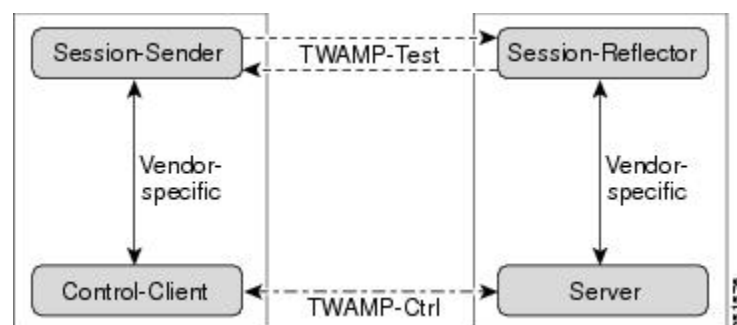 Session-Sender
TWAMP-Test
Session-Reflector
Vendor-
specific
Vendor-
specific
Control-Client
TWAMP-Ctrl
Server